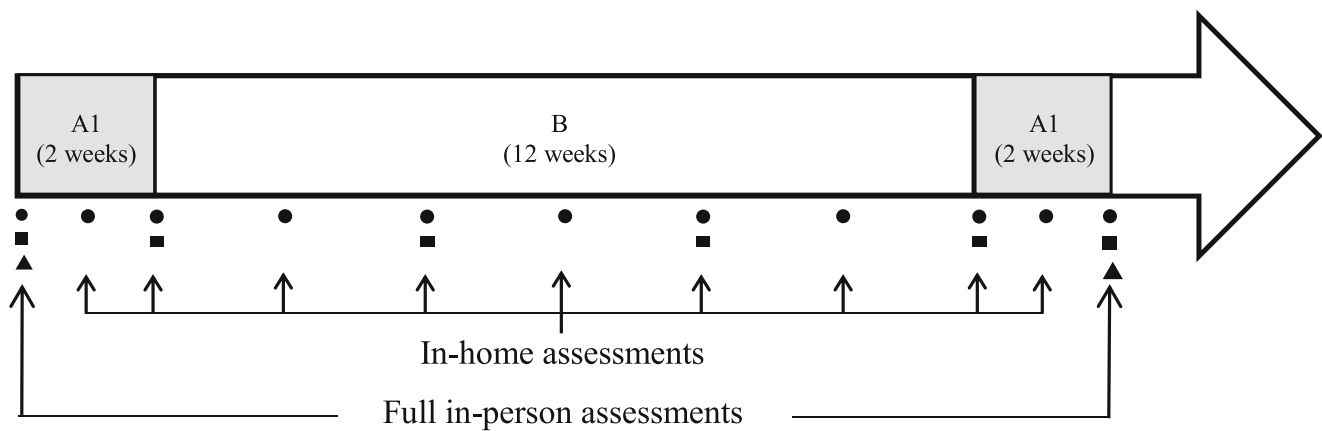 A1
(2 weeks)
B
(12 weeks)
A1
(2 weeks)
In-home assessments
Full in-person assessments